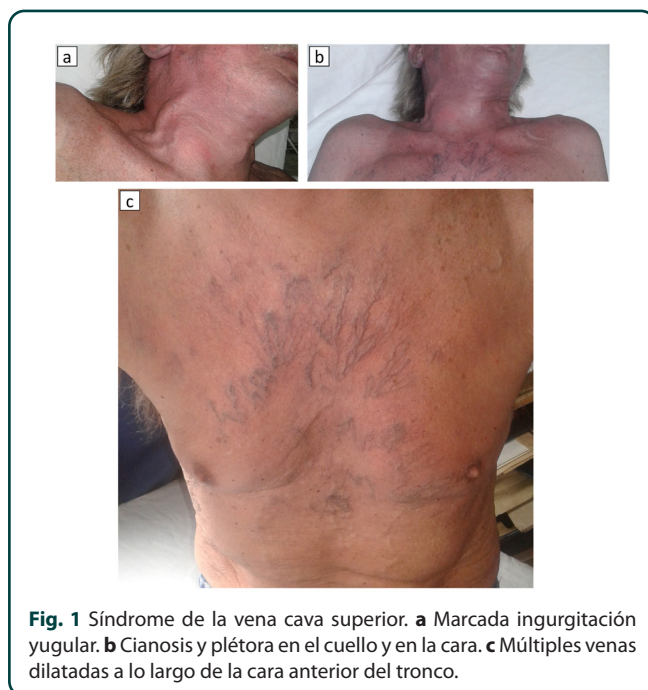 a
b
c
Fig. 1 Síndrome de la vena cava superior. a Marcada ingurgitación
yugular. b Cianosis y plétora en el cuello y en la cara. c Múltiples venas
dilatadas a lo largo de la cara anterior del tronco.